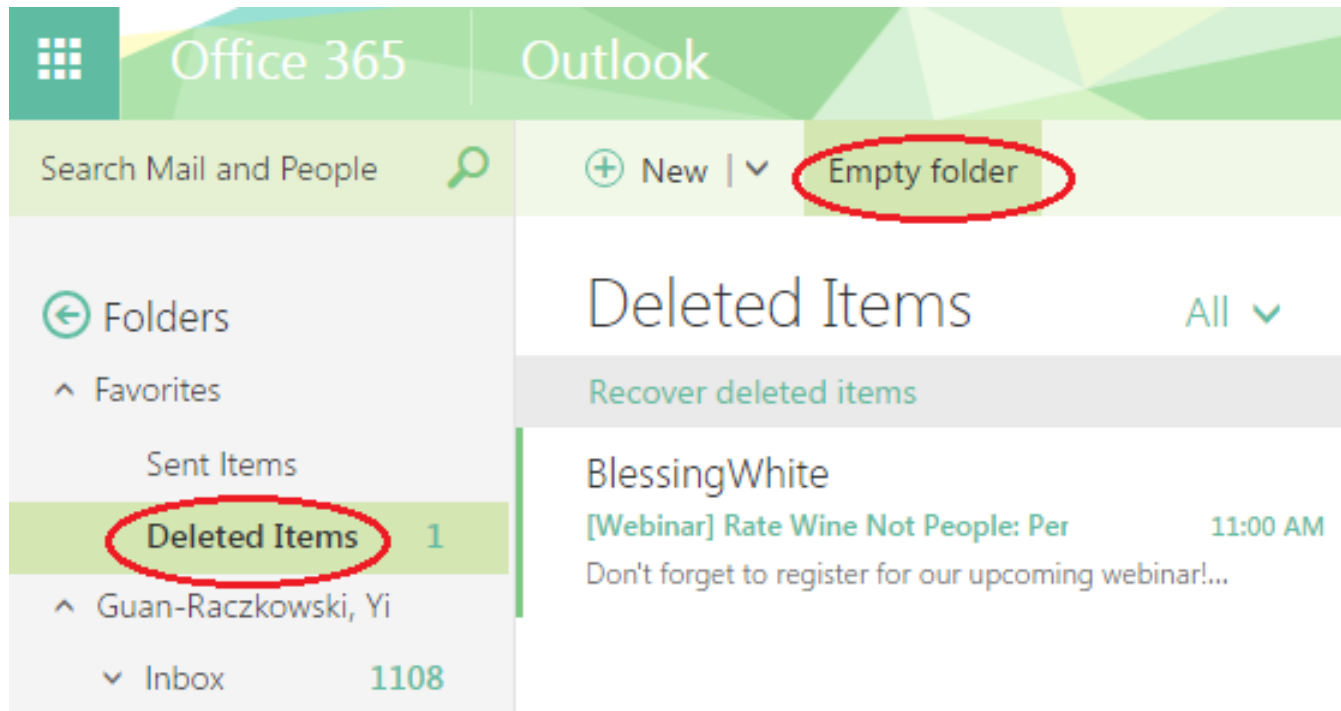 Office 365
Outlook
Search Mail and People
New
Empty folder
Folders
Favorites
Sent Items
Deleted Items 1
Guan-Raczkowski, Yi
Inbox 1108
Deleted Items
All
Recover deleted items
BlessingWhite
[Webinar] Rate Wine Not People: Per 11:00 AM
Don't forget to register for our upcoming webinar!...